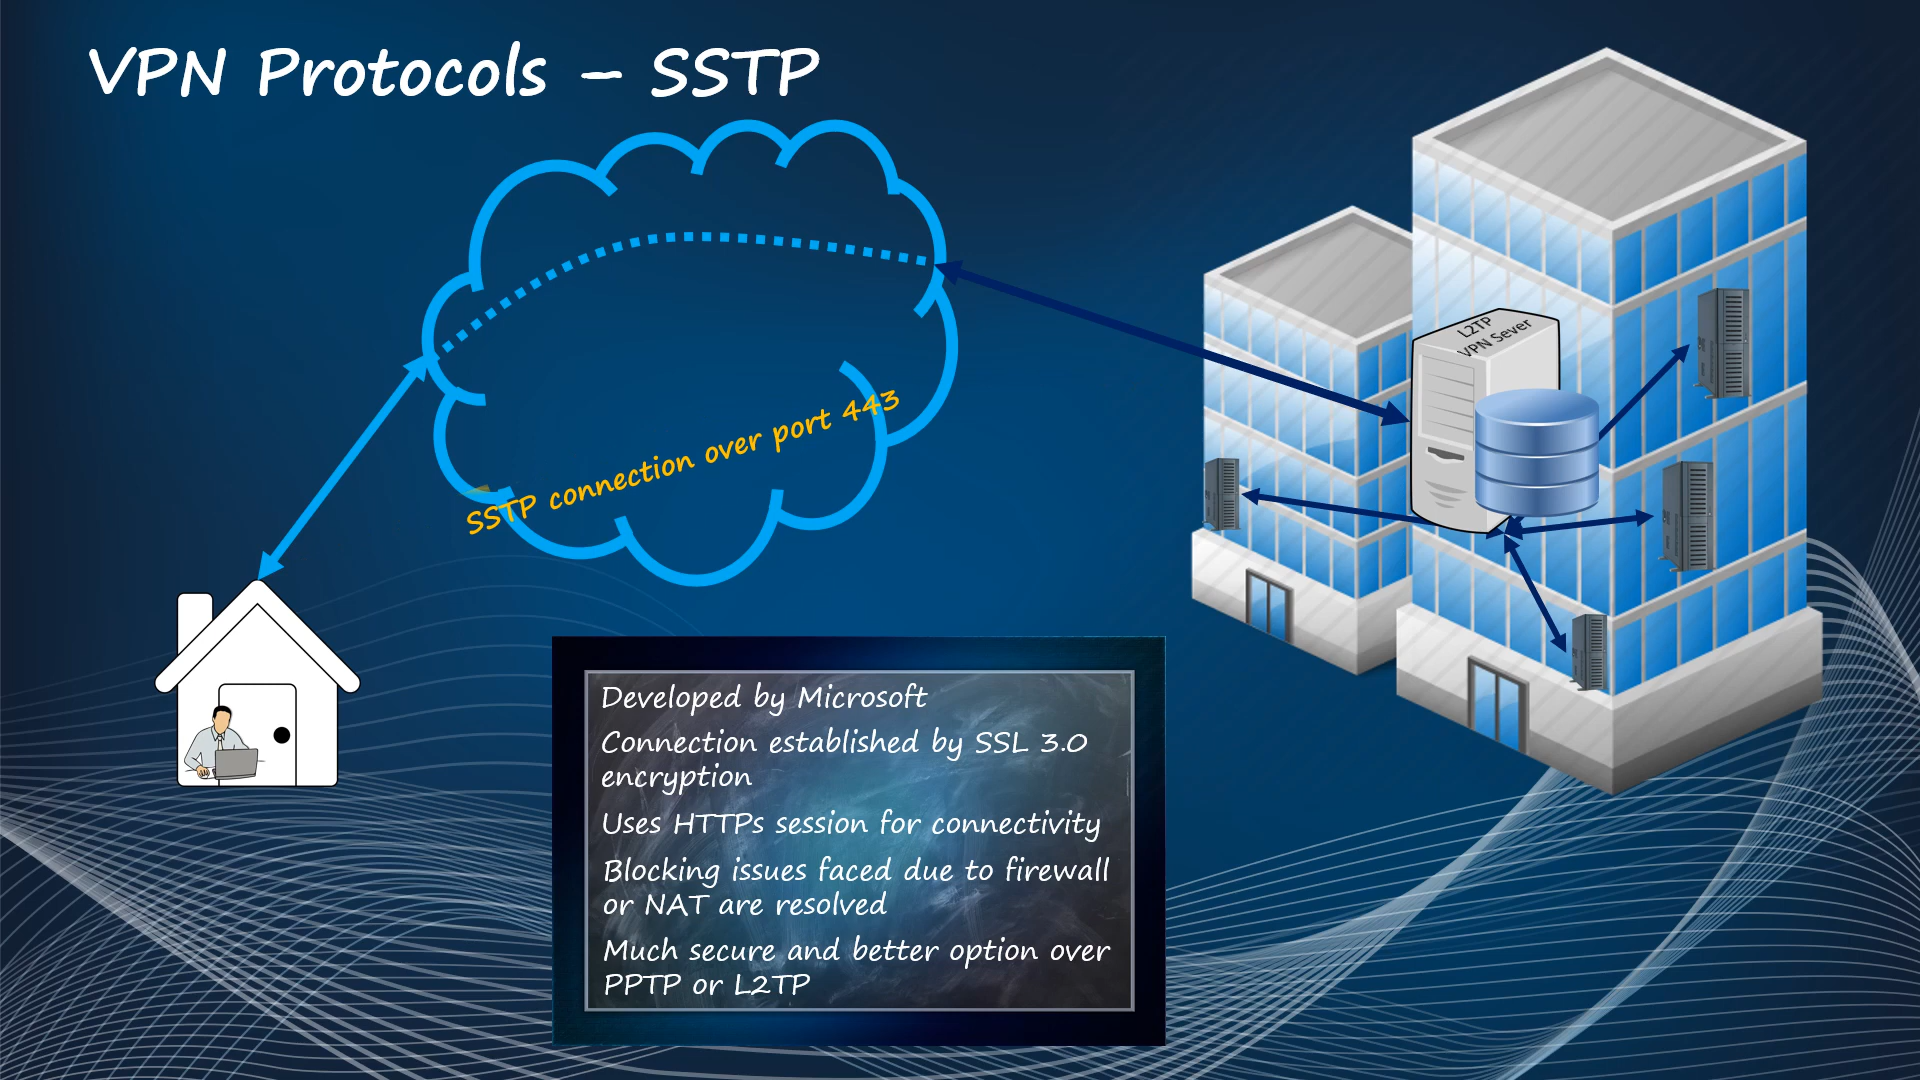 VPN Protocols – SSTP
L2TP
VPN Sever
SSTP connection over port 443
Developed by Microsoft
Connection established by SSL 3.0
encryption
Uses HTTPs session for connectivity
Blocking issues faced due to firewall
or NAT are resolved
Much secure and better option over
PPTP or L2TP